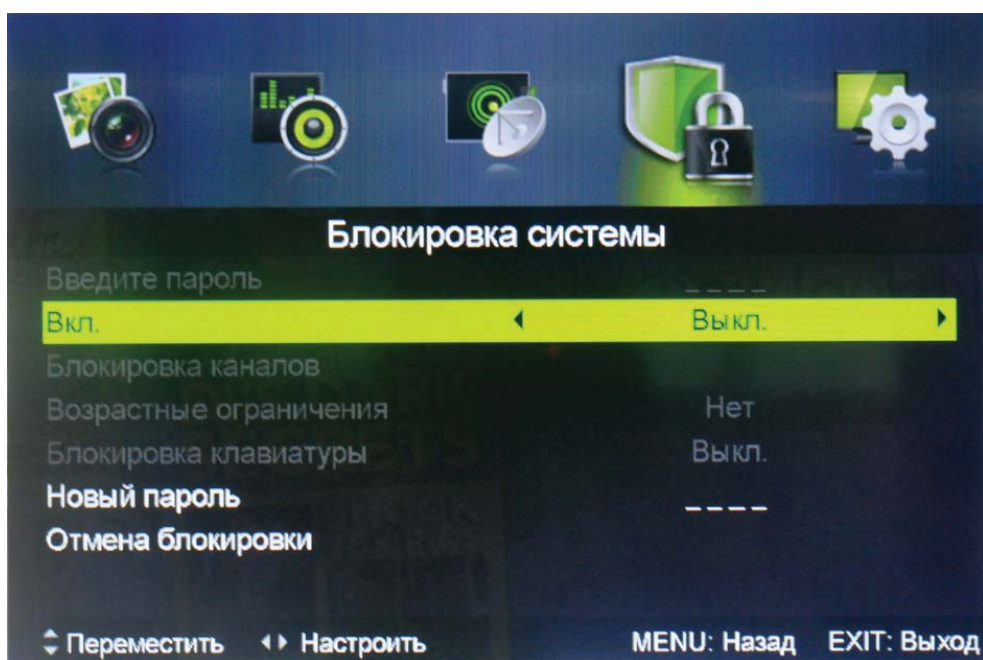 Блокировка системы
Введите пароль _ _ _ _
Вкл. Выкл.
Блокировка каналов
Возрастные ограничения Нет
Блокировка клавиатуры Выкл.
Новый пароль _ _ _ _
Отмена блокировки
Переместить Настроить MENU: Назад EXIT: Выход